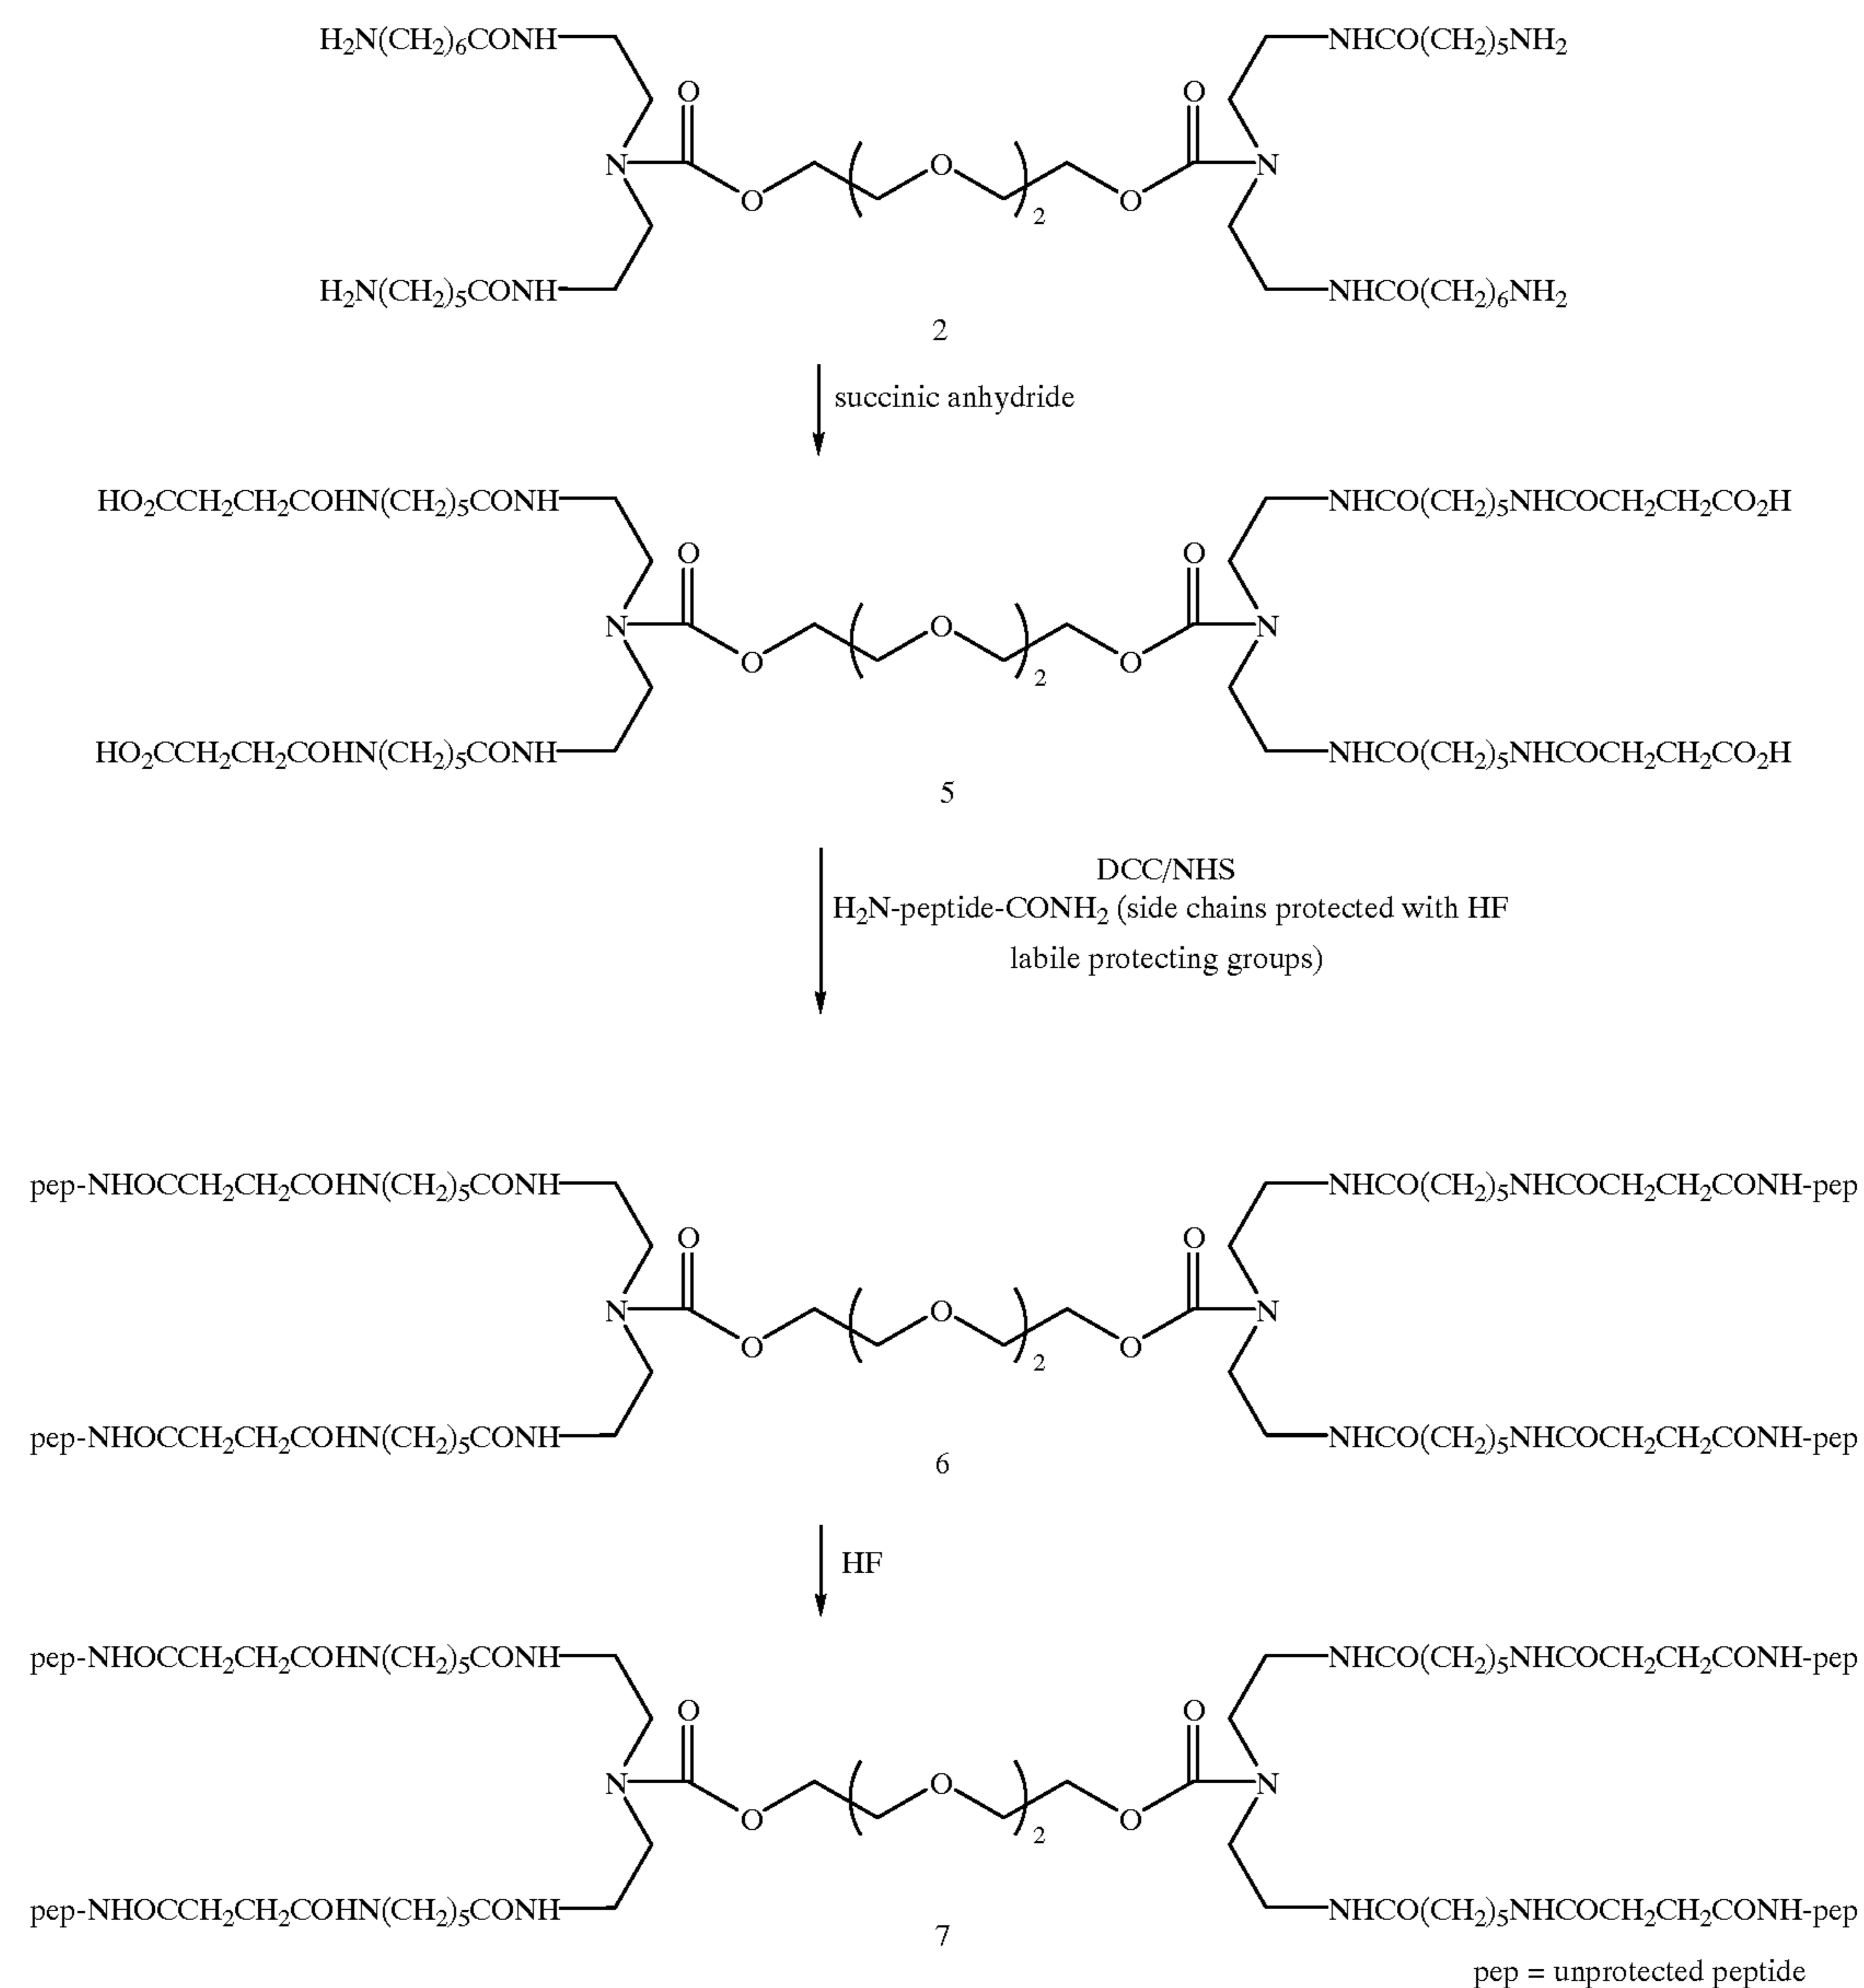 H₂N(CH₂)₆CONH NHCO(CH₂)₅NH₂
O O
N N
O
O O
2
H₂N(CH₂)₅CONH NHCO(CH₂)₆NH₂
2
succinic anhydride
HO₂CCH₂CH₂COHN(CH₂)₅CONH NHCO(CH₂)₅NHCOCH₂CH₂CO₂H
O O
N O N
O O
2
HO₂CCH₂CH₂COHN(CH₂)₅CONH NHCO(CH₂)₅NHCOCH₂CH₂CO₂H
5
DCC/NHS
H₂N-peptide-CONH₂ (side chains protected with HF
labile protecting groups)
pep-NHOCCH₂CH₂COHN(CH₂)₅CONH NHCO(CH₂)₅NHCOCH₂CH₂CONH-pep
O O
N O N
O O
2
pep-NHOCCH₂CH₂COHN(CH₂)₅CONH NHCO(CH₂)₅NHCOCH₂CH₂CONH-pep
6
HF
pep-NHOCCH₂CH₂COHN(CH₂)₅CONH NHCO(CH₂)₅NHCOCH₂CH₂CONH-pep
O O
N O N
O O
2
pep-NHOCCH₂CH₂COHN(CH₂)₅CONH NHCO(CH₂)₅NHCOCH₂CH₂CONH-pep
7
pep = unprotected peptide